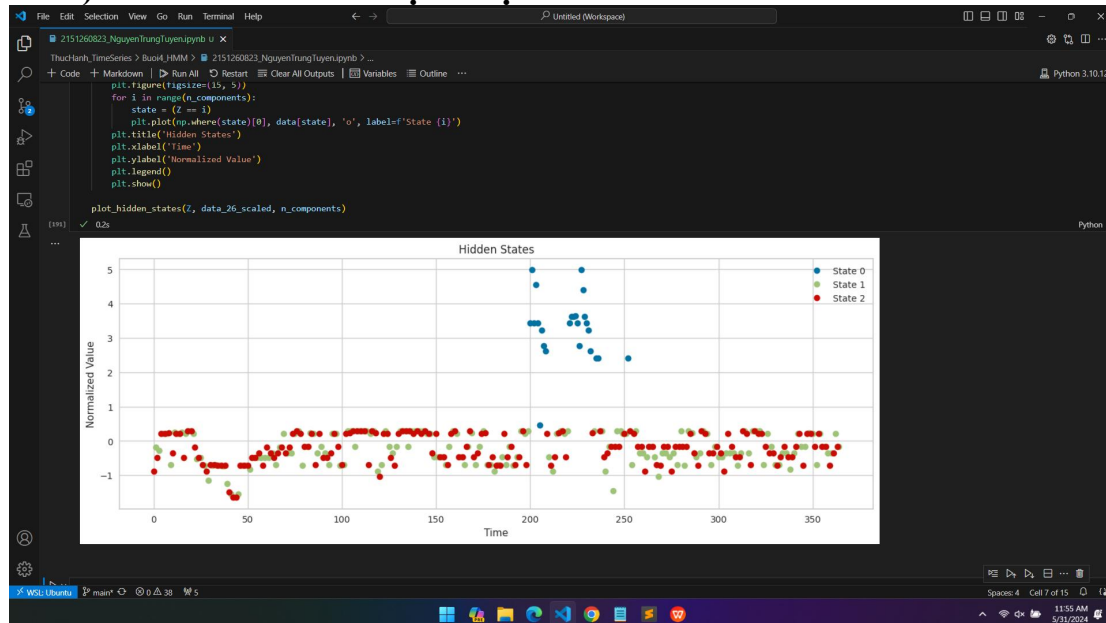 File Edit Selection View Go Run Terminal Help
Untitled (Workspace)
2151260823_NguyenTrungTuyen.ipynb U
ThucHanh_TimeSeries > Buoi4_HMM > 2151260823_NguyenTrungTuyen.ipynb > ...
+ Code + Markdown | Run All Restart Clear All Outputs | Variables Outline ...
Python 3.10.12
plt.figure(figsize=(15, 5))
for i in range(n_components):
state = (Z == i)
plt.plot(np.where(state)[0], data[state], 'o', label=f'State {i}')
plt.title('Hidden States')
plt.xlabel('Time')
plt.ylabel('Normalized Value')
plt.legend()
plt.show()
plot_hidden_states(Z, data_26_scaled, n_components)
[191] ✓ 0.2s
Python
...
Hidden States
State 0
State 1
State 2
5
4
3
2
1
0
−1
Normalized Value
0 50 100 150 200 250 300 350
Time
WSL: Ubuntu main* 0 38 5
Spaces: 4 Cell 7 of 15
11:55 AM
5/31/2024